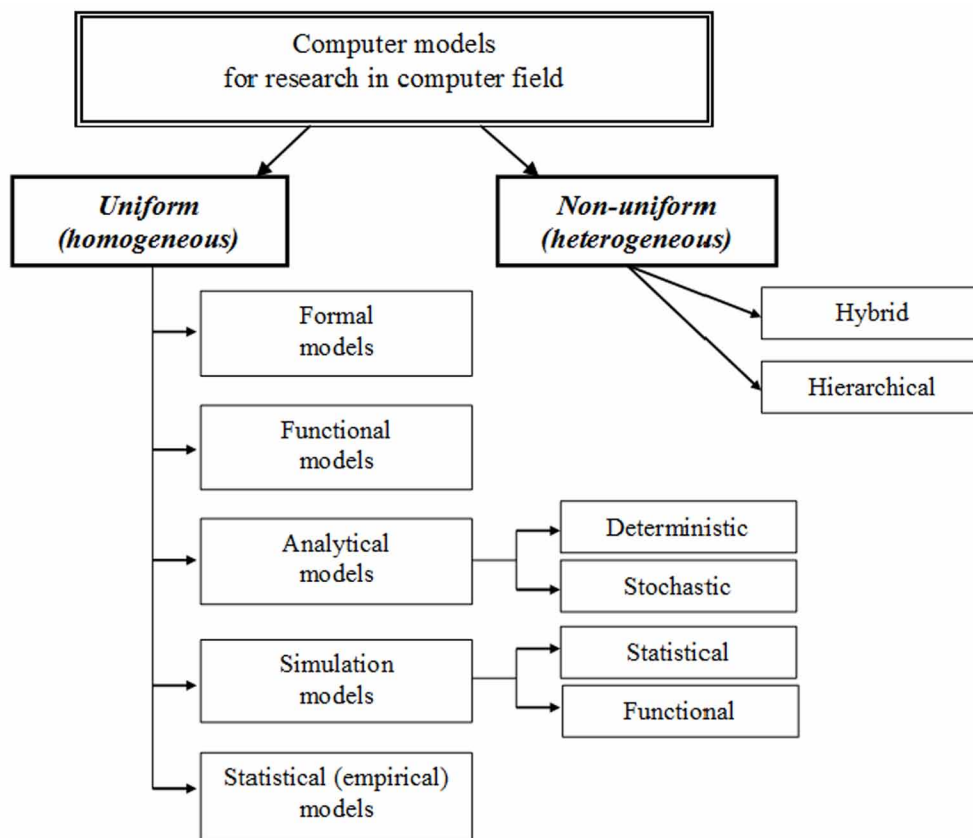 Computer models
for research in computer field
Uniform
(homogeneous)
Non-uniform
(heterogeneous)
Formal
models
Hybrid
Hierarchical
Functional
models
Analytical
models
Deterministic
Stochastic
Simulation
models
Statistical
Functional
Statistical (empirical)
models